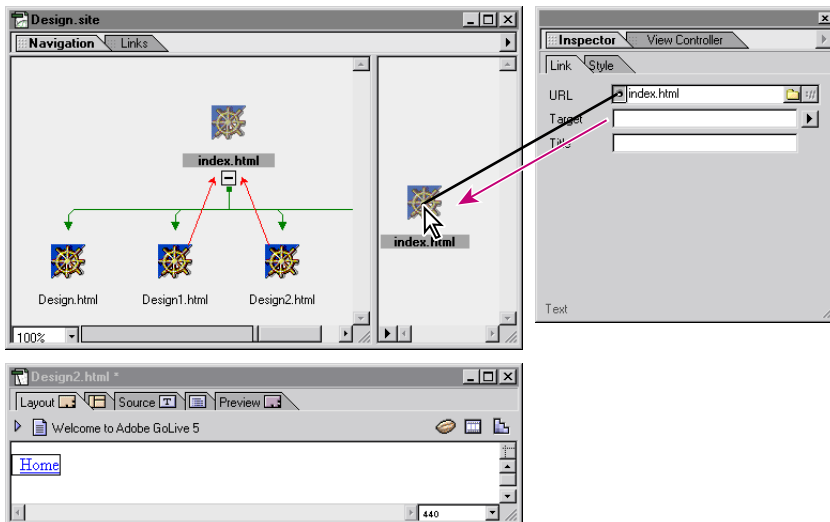 Design.site
Navigation Links
index.html
Design.html Design1.html Design2.html
100%
index.html
Inspector View Controller
Link Style
URL index.html
Target
Title
Text
Design2.html *
Layout Source T Preview
Welcome to Adobe GoLive 5
Home
440